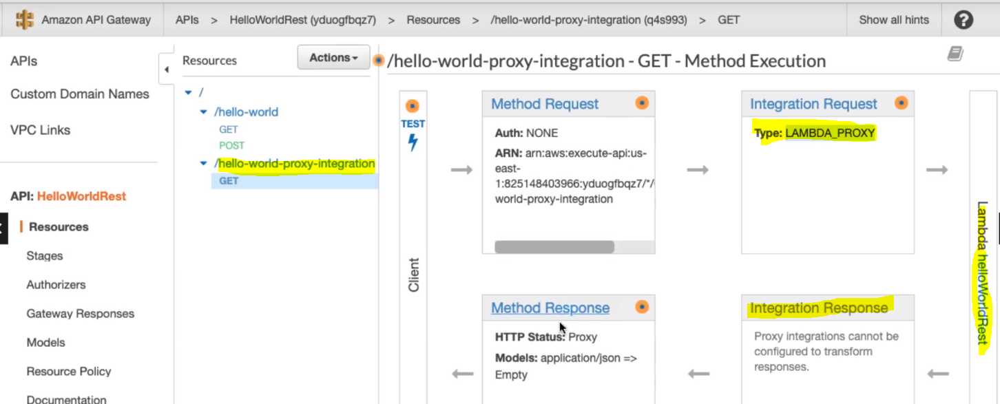 Amazon API Gateway
APIs > HelloWorldRest (yduogfbqz7) > Resources > /hello-world-proxy-integration (q4s993) > GET
Show all hints
?
APIs
Custom Domain Names
VPC Links
API: HelloWorldRest
Resources
Stages
Authorizers
Gateway Responses
Models
Resource Policy
Documentation
Resources
Actions
/
/hello-world
GET
POST
/hello-world-proxy-integration
GET
/hello-world-proxy-integration - GET - Method Execution
TEST
Client
Method Request
Auth: NONE
ARN: arn:aws:execute-api:us-
east-
1:825148403966:yduogfbqz7/*/
world-proxy-integration
Integration Request
Type: LAMBDA_PROXY
Lambda helloWorldRest
Method Response
HTTP Status: Proxy
Models: application/json =>
Empty
Integration Response
Proxy integrations cannot be
configured to transform
responses.